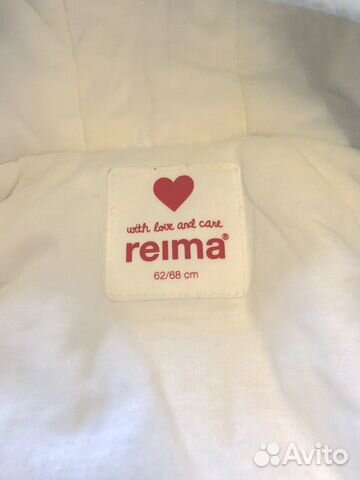 with love and care
reima®
62/68 cm
Avito